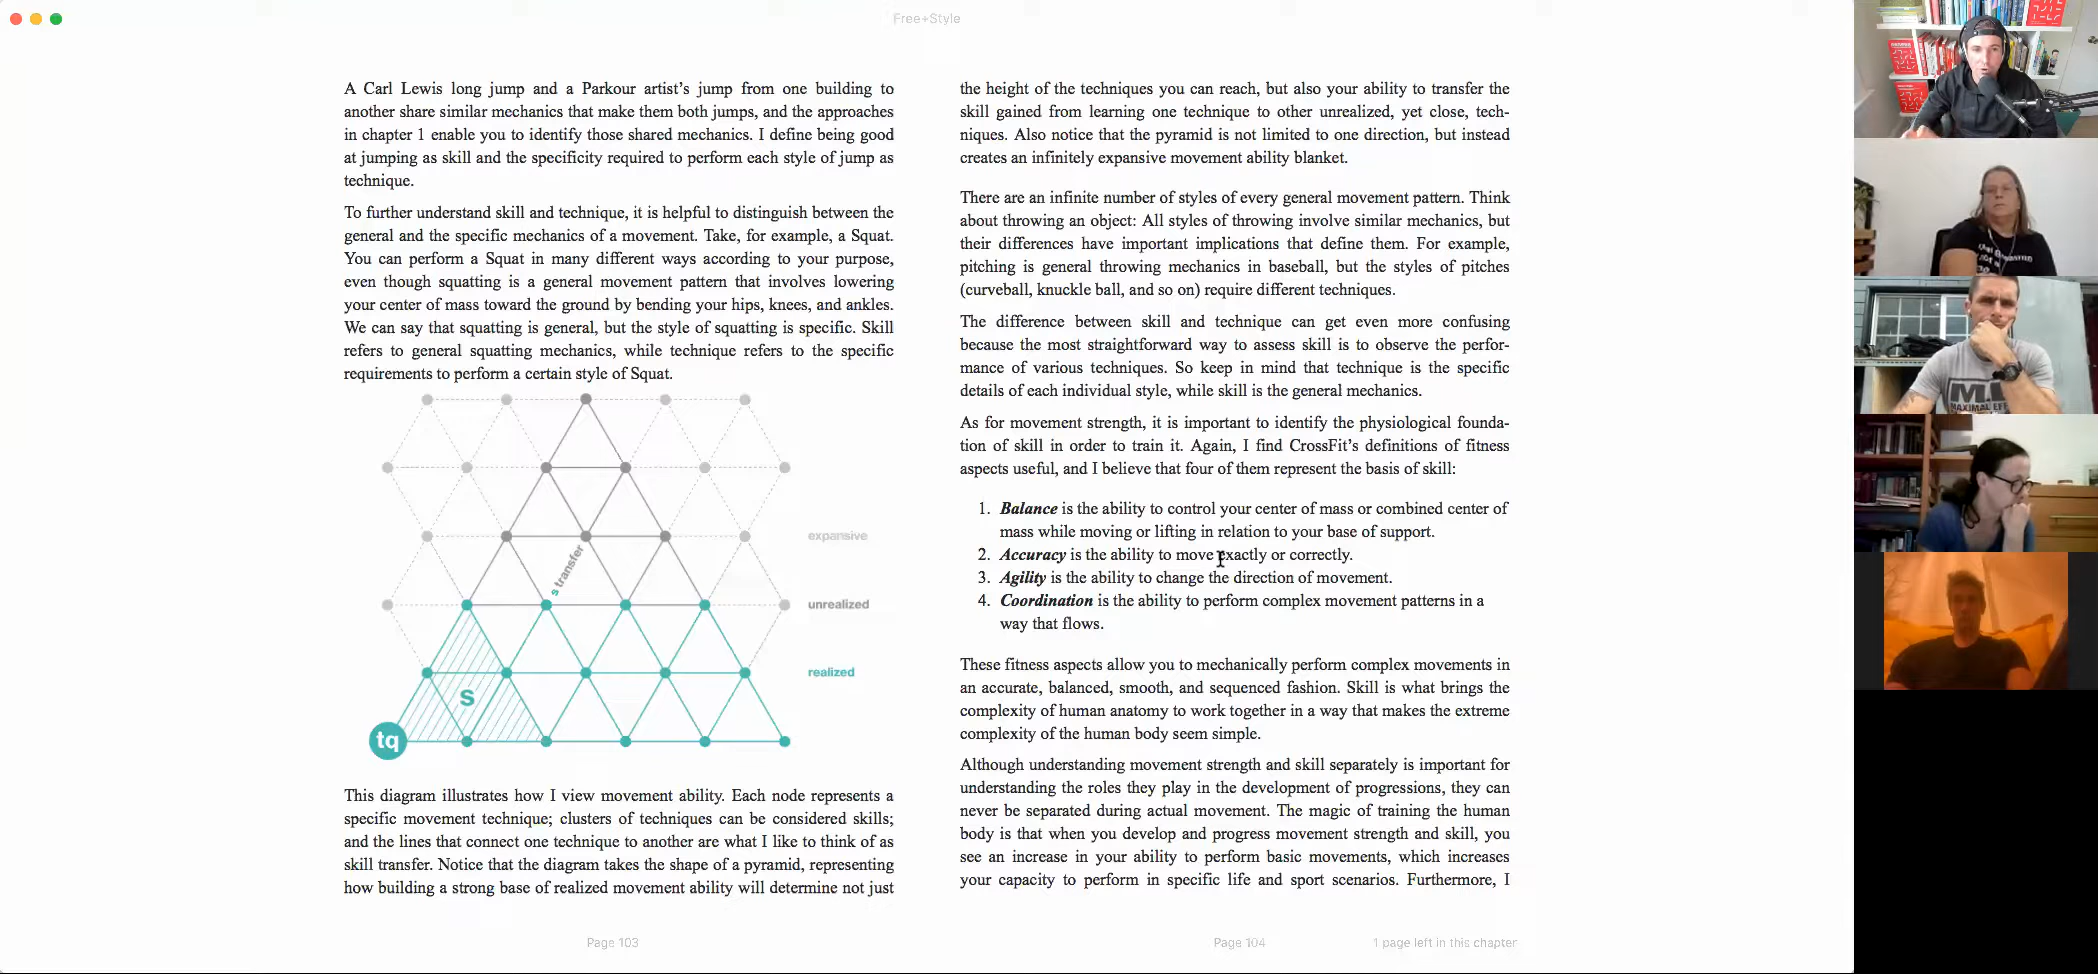 Free+Style
A Carl Lewis long jump and a Parkour artist's jump from one building to
another share similar mechanics that make them both jumps, and the approaches
in chapter 1 enable you to identify those shared mechanics. I define being good
at jumping as skill and the specificity required to perform each style of jump as
technique.
To further understand skill and technique, it is helpful to distinguish between the
general and the specific mechanics of a movement. Take, for example, a Squat.
You can perform a Squat in many different ways according to your purpose,
even though squatting is a general movement pattern that involves lowering
your center of mass toward the ground by bending your hips, knees, and ankles.
We can say that squatting is general, but the style of squatting is specific. Skill
refers to general squatting mechanics, while technique refers to the specific
requirements to perform a certain style of Squat.
expansive
s transfer
unrealized
realized
s
tq
This diagram illustrates how I view movement ability. Each node represents a
specific movement technique; clusters of techniques can be considered skills;
and the lines that connect one technique to another are what I like to think of as
skill transfer. Notice that the diagram takes the shape of a pyramid, representing
how building a strong base of realized movement ability will determine not just
Page 103
the height of the techniques you can reach, but also your ability to transfer the
skill gained from learning one technique to other unrealized, yet close, tech-
niques. Also notice that the pyramid is not limited to one direction, but instead
creates an infinitely expansive movement ability blanket.
There are an infinite number of styles of every general movement pattern. Think
about throwing an object: All styles of throwing involve similar mechanics, but
their differences have important implications that define them. For example,
pitching is general throwing mechanics in baseball, but the styles of pitches
(curveball, knuckle ball, and so on) require different techniques.
The difference between skill and technique can get even more confusing
because the most straightforward way to assess skill is to observe the perfor-
mance of various techniques. So keep in mind that technique is the specific
details of each individual style, while skill is the general mechanics.
As for movement strength, it is important to identify the physiological founda-
tion of skill in order to train it. Again, I find CrossFit's definitions of fitness
aspects useful, and I believe that four of them represent the basis of skill:
1. Balance is the ability to control your center of mass or combined center of
mass while moving or lifting in relation to your base of support.
2. Accuracy is the ability to move exactly or correctly.
3. Agility is the ability to change the direction of movement.
4. Coordination is the ability to perform complex movement patterns in a
way that flows.
These fitness aspects allow you to mechanically perform complex movements in
an accurate, balanced, smooth, and sequenced fashion. Skill is what brings the
complexity of human anatomy to work together in a way that makes the extreme
complexity of the human body seem simple.
Although understanding movement strength and skill separately is important for
understanding the roles they play in the development of progressions, they can
never be separated during actual movement. The magic of training the human
body is that when you develop and progress movement strength and skill, you
see an increase in your ability to perform basic movements, which increases
your capacity to perform in specific life and sport scenarios. Furthermore, I
Page 104
1 page left in this chapter
MAXIMAL EFF